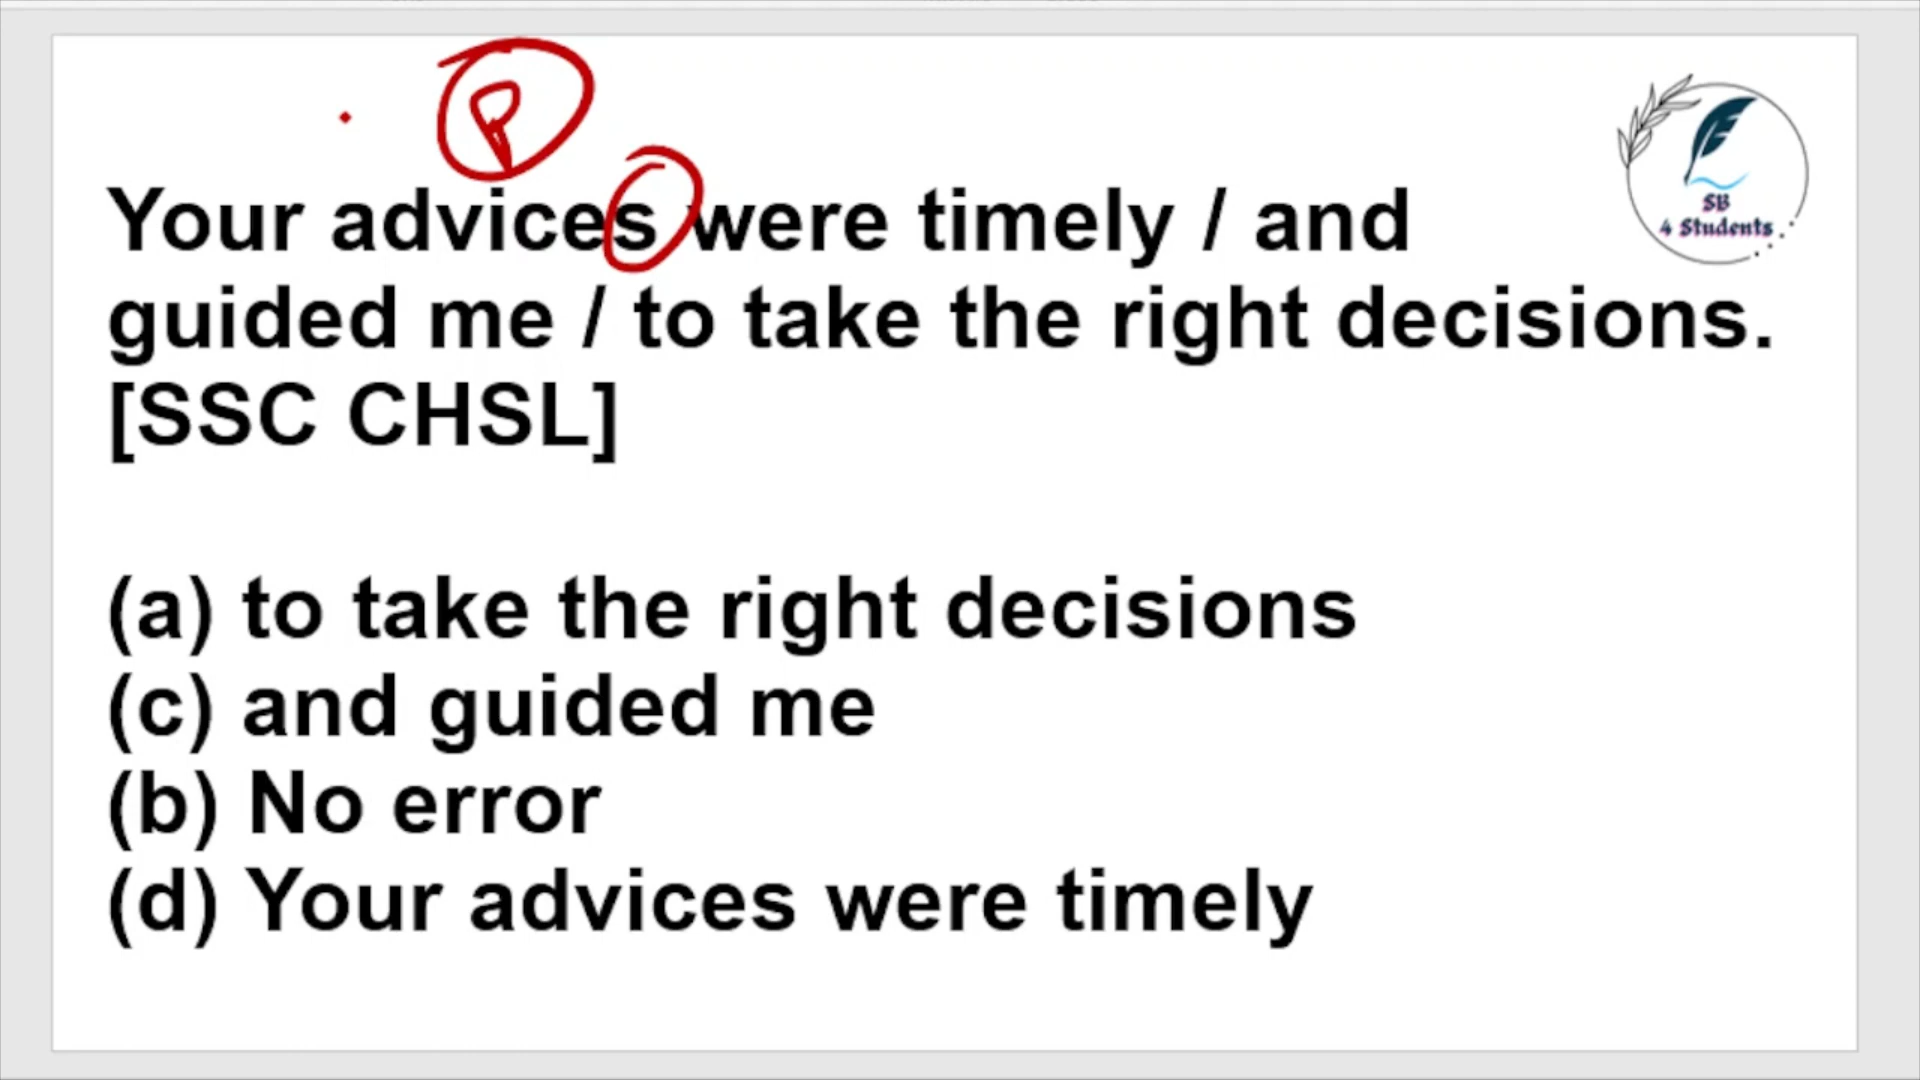 P
Your advices were timely / and
guided me / to take the right decisions.
[SSC CHSL]
(a) to take the right decisions
(c) and guided me
(b) No error
(d) Your advices were timely
SB
4 Students